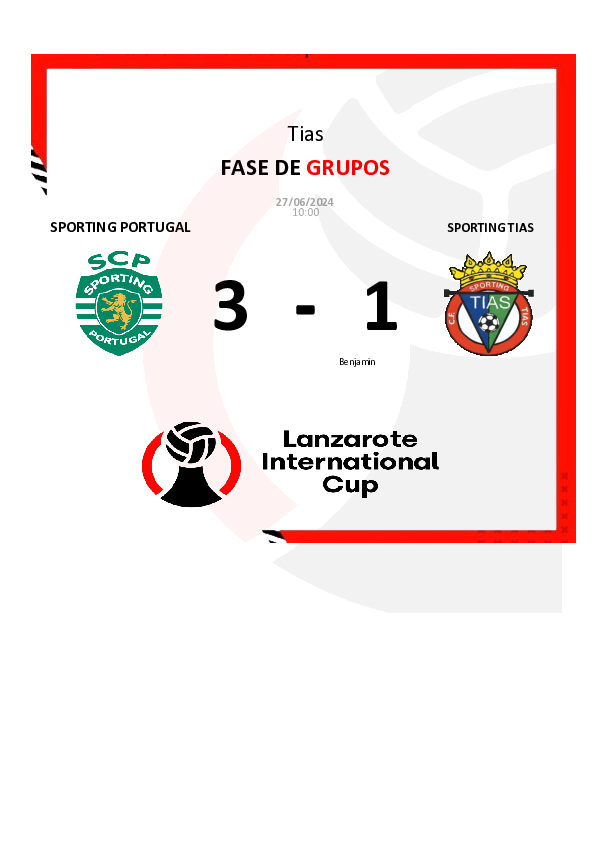 Tias
FASE DE GRUPOS
27/06/2024
10:00
SPORTING PORTUGAL
SPORTING TIAS
SCP
SPORTING
PORTUGAL
3 - 1
SPORTING
TIAS
C.F.
TIAS
Benjamin
Lanzarote
International
Cup